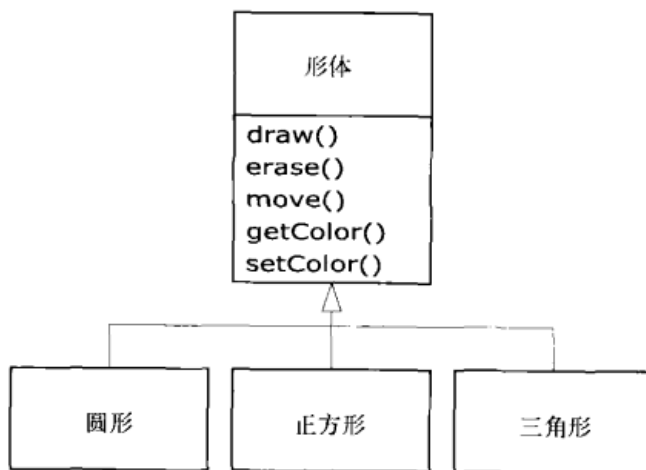 形体
draw()
erase()
move()
getColor()
setColor()
圆形
正方形
三角形